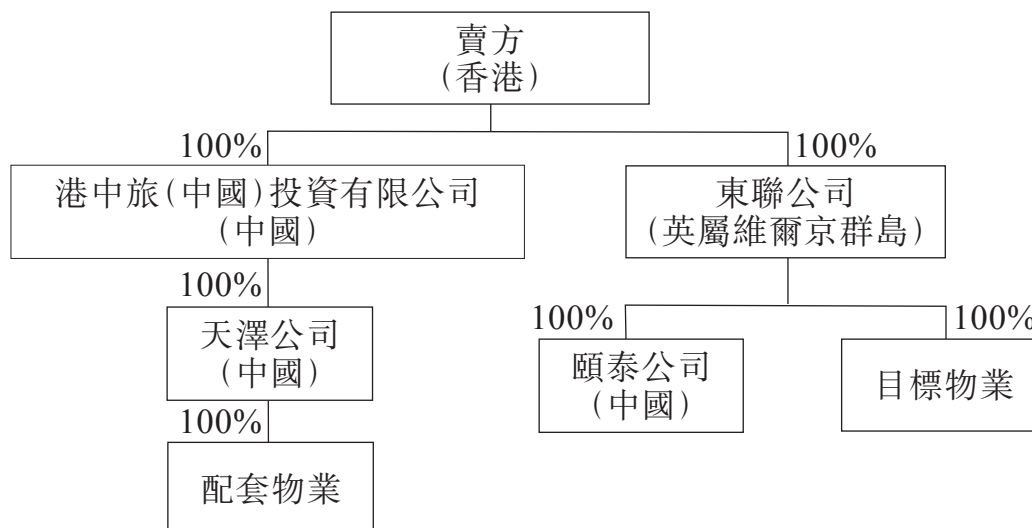 賣方
(香港)
100%
100%
港中旅(中國)投資有限公司
(中國)
東聯公司
(英屬維爾京群島)
100%
天澤公司
(中國)
100%
100%
頤泰公司
(中國)
目標物業
100%
配套物業